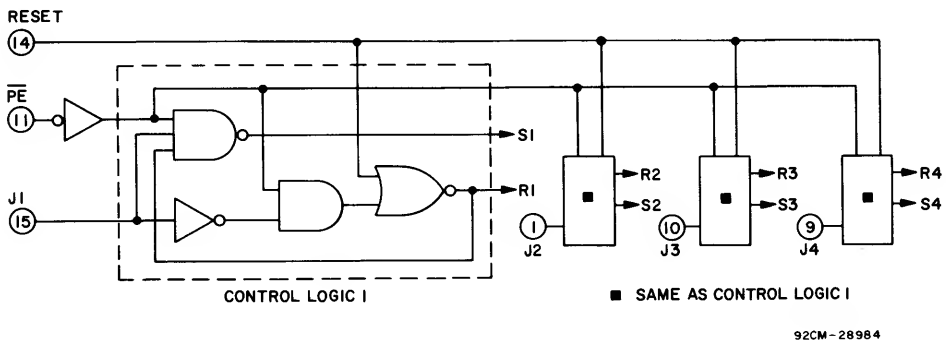 RESET
14
PE
11
J1
15
S1
R1
CONTROL LOGIC 1
R2
S2
1
J2
R3
S3
10
J3
R4
S4
9
J4
■ SAME AS CONTROL LOGIC 1
92CM-28984